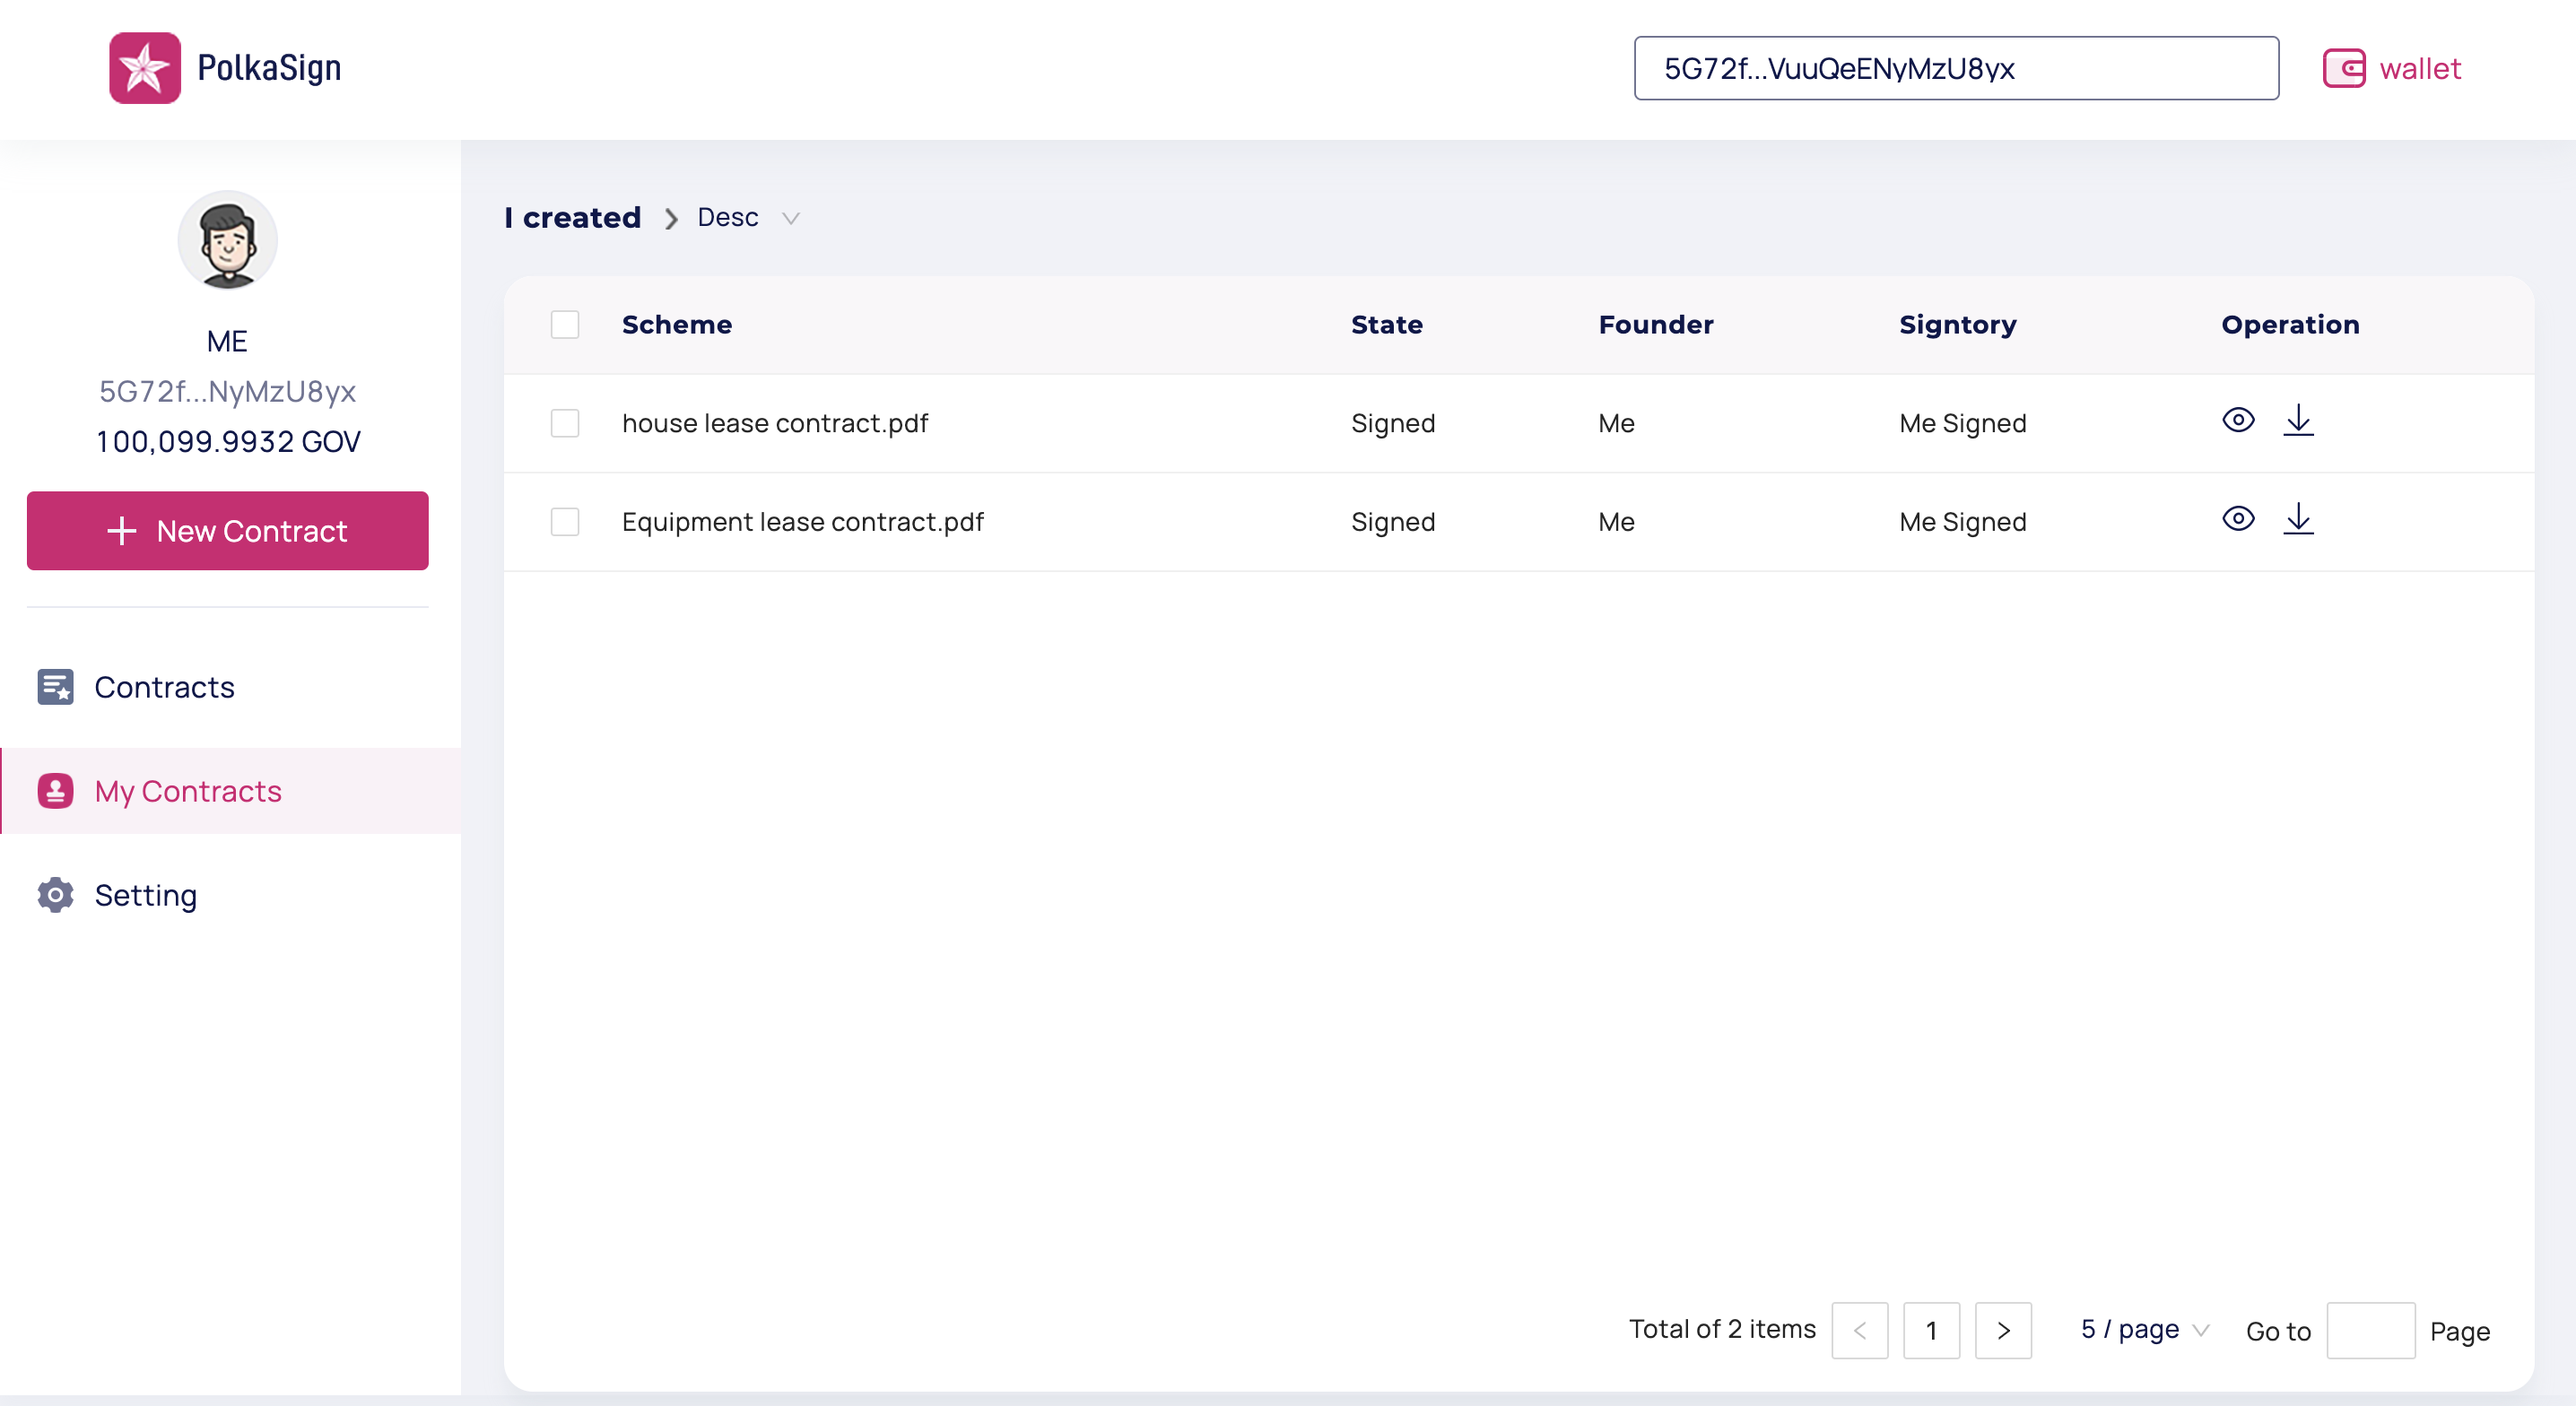 PolkaSign
5G72f...VuuQeENyMzU8yx
wallet
ME
5G72f...NyMzU8yx
100,099.9932 GOV
New Contract
Contracts
My Contracts
Setting
I created
Desc
Scheme State Founder Signtory Operation
house lease contract.pdf Signed Me Me Signed
Equipment lease contract.pdf Signed Me Me Signed
Total of 2 items 1 5 / page Go to Page